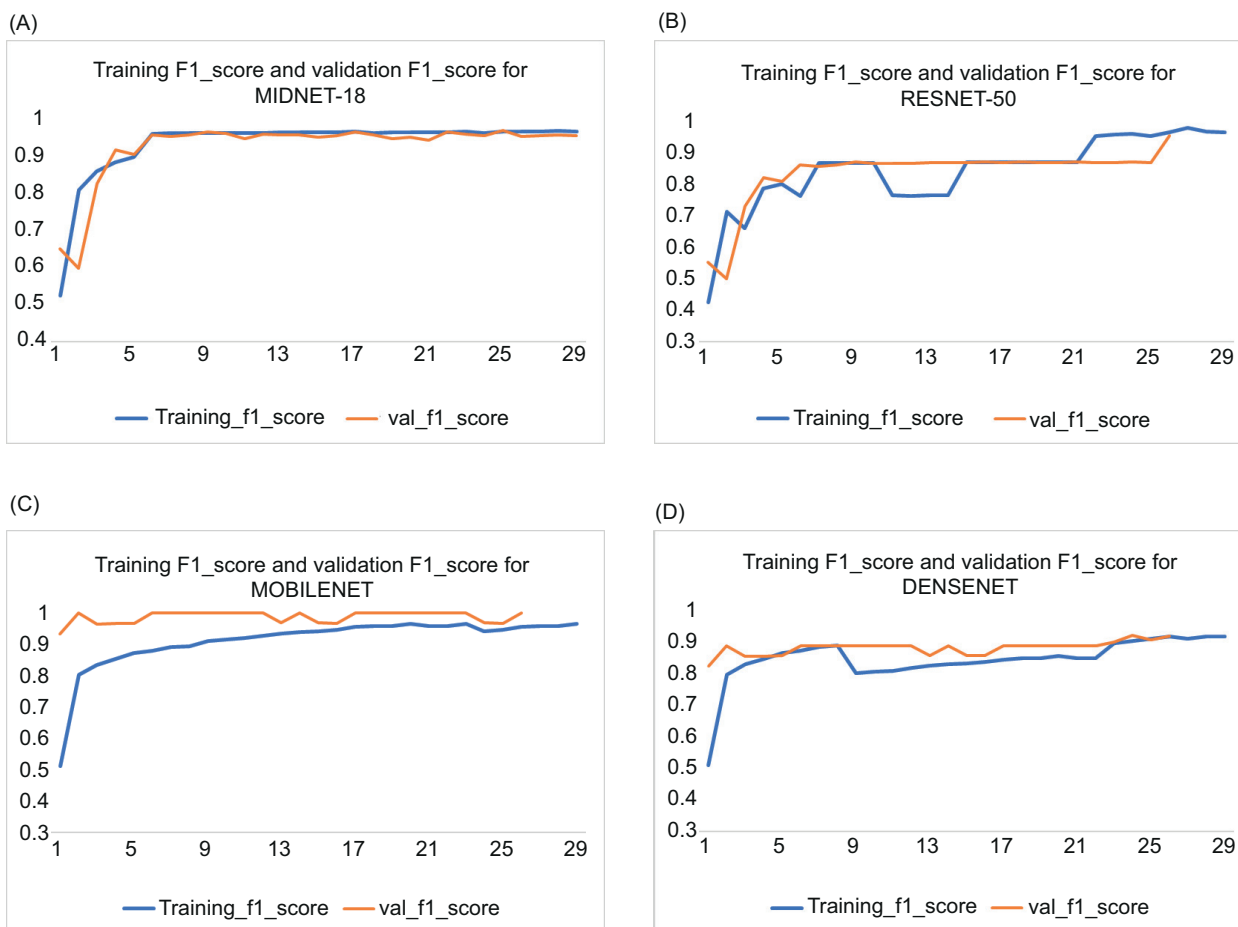 (A)
Training F1_score and validation F1_score for
MIDNET-18
1
0.9
0.8
0.7
0.6
0.5
0.4
1 5 9 13 17 21 25 29
Training_f1_score val_f1_score
(B)
Training F1_score and validation F1_score for
RESNET-50
1
0.9
0.8
0.7
0.6
0.5
0.4
0.3
1 5 9 13 17 21 25 29
Training_f1_score val_f1_score
(C)
Training F1_score and validation F1_score for
MOBILENET
1
0.9
0.8
0.7
0.6
0.5
0.4
0.3
1 5 9 13 17 21 25 29
Training_f1_score val_f1_score
(D)
Training F1_score and validation F1_score for
DENSENET
1
0.9
0.8
0.7
0.6
0.5
0.4
0.3
1 5 9 13 17 21 25 29
Training_f1_score val_f1_score